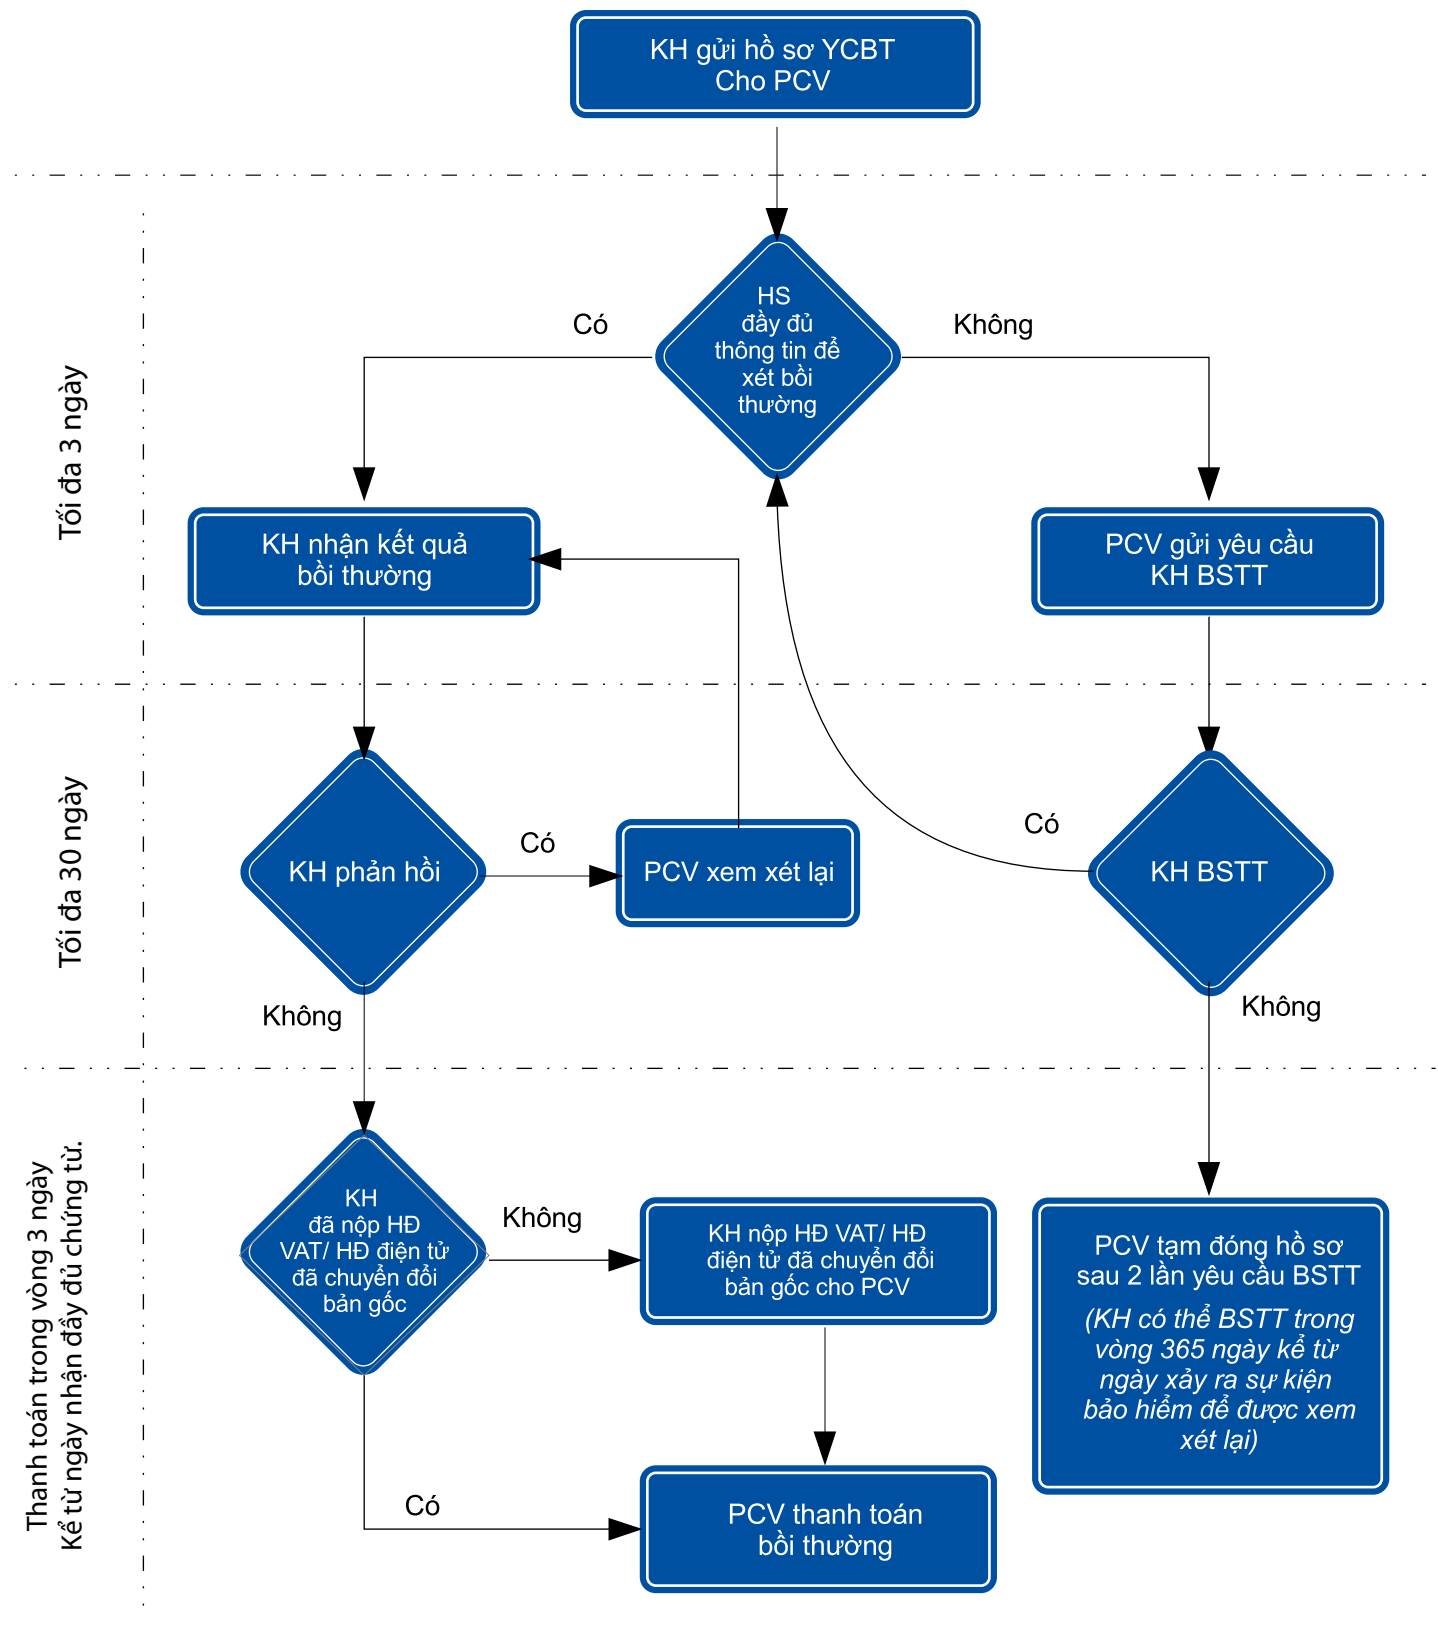 KH gửi hồ sơ YCBT
Cho PCV
HS
đầy đủ
thông tin để
xét bồi
thường
Có
Không
Tối đa 3 ngày
KH nhận kết quả
bồi thường
PCV gửi yêu cầu
KH BSTT
Tối đa 30 ngày
KH phản hồi
Có
PCV xem xét lại
Có
KH BSTT
Không
Không
Thanh toán trong vòng 3 ngày
Kể từ ngày nhận đầy đủ chứng từ.
KH
đã nộp HĐ
VAT/ HĐ điện tử
đã chuyển đổi
bản gốc
Không
KH nộp HĐ VAT/ HĐ
điện tử đã chuyển đổi
bản gốc cho PCV
PCV tạm đóng hồ sơ
sau 2 lần yêu cầu BSTT
(KH có thể BSTT trong
vòng 365 ngày kể từ
ngày xảy ra sự kiện
bảo hiểm để được xem
xét lại)
Có
PCV thanh toán
bồi thường